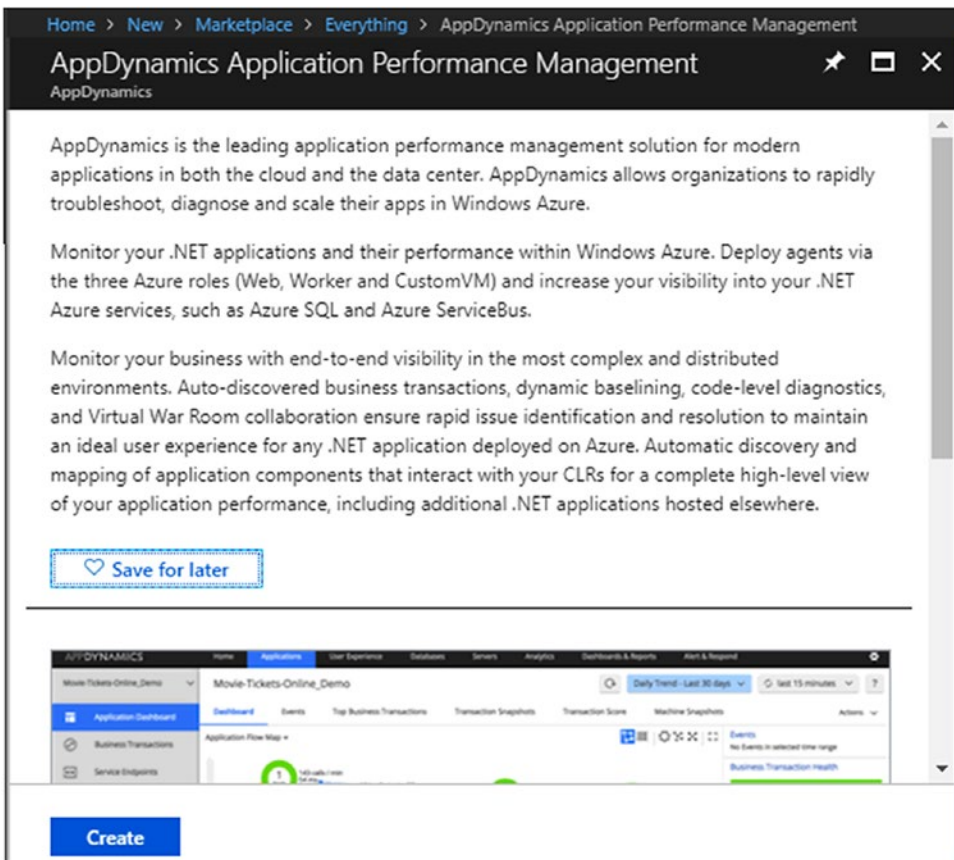 Home > New > Marketplace > Everything > AppDynamics Application Performance Management
AppDynamics Application Performance Management
AppDynamics
AppDynamics is the leading application performance management solution for modern
applications in both the cloud and the data center. AppDynamics allows organizations to rapidly
troubleshoot, diagnose and scale their apps in Windows Azure.
Monitor your .NET applications and their performance within Windows Azure. Deploy agents via
the three Azure roles (Web, Worker and CustomVM) and increase your visibility into your .NET
Azure services, such as Azure SQL and Azure ServiceBus.
Monitor your business with end-to-end visibility in the most complex and distributed
environments. Auto-discovered business transactions, dynamic baselining, code-level diagnostics,
and Virtual War Room collaboration ensure rapid issue identification and resolution to maintain
an ideal user experience for any .NET application deployed on Azure. Automatic discovery and
mapping of application components that interact with your CLRs for a complete high-level view
of your application performance, including additional .NET applications hosted elsewhere.
Save for later
APPDYNAMICS Home Applications User Experience Databases Servers Analytics Dashboards & Reports Alert & Respond
Movie-Tickets-Online_Demo Movie-Tickets-Online_Demo Daily Trend - Last 30 days last 15 minutes ?
Application Dashboard Dashboard Events Top Business Transactions Transaction Snapshots Transaction Score Machine Snapshots Actions
Business Transactions Application Flow Map Events
No Events in selected time range
Service Endpoints 1 143 calls / min Business Transaction Health
Create